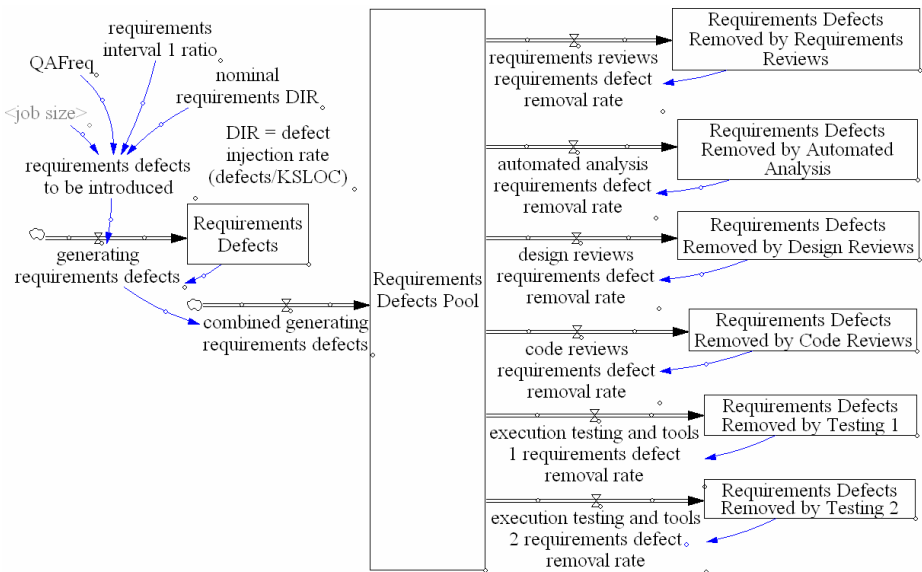 requirements
interval 1 ratio
QAFreq
nominal
requirements DIR
<job size>
DIR = defect
injection rate
(defects/KSLOC)
requirements defects
to be introduced
Requirements
Defects
generating
requirements defects
combined generating
requirements defects
Requirements
Defects Pool
requirements reviews
requirements defect
removal rate
Requirements Defects
Removed by Requirements
Reviews
automated analysis
requirements defect
removal rate
Requirements Defects
Removed by Automated
Analysis
design reviews
requirements defect
removal rate
Requirements Defects
Removed by Design Reviews
code reviews
requirements defect
removal rate
Requirements Defects
Removed by Code Reviews
execution testing and tools
1 requirements defect
removal rate
Requirements Defects
Removed by Testing 1
execution testing and tools
2 requirements defect
removal rate
Requirements Defects
Removed by Testing 2